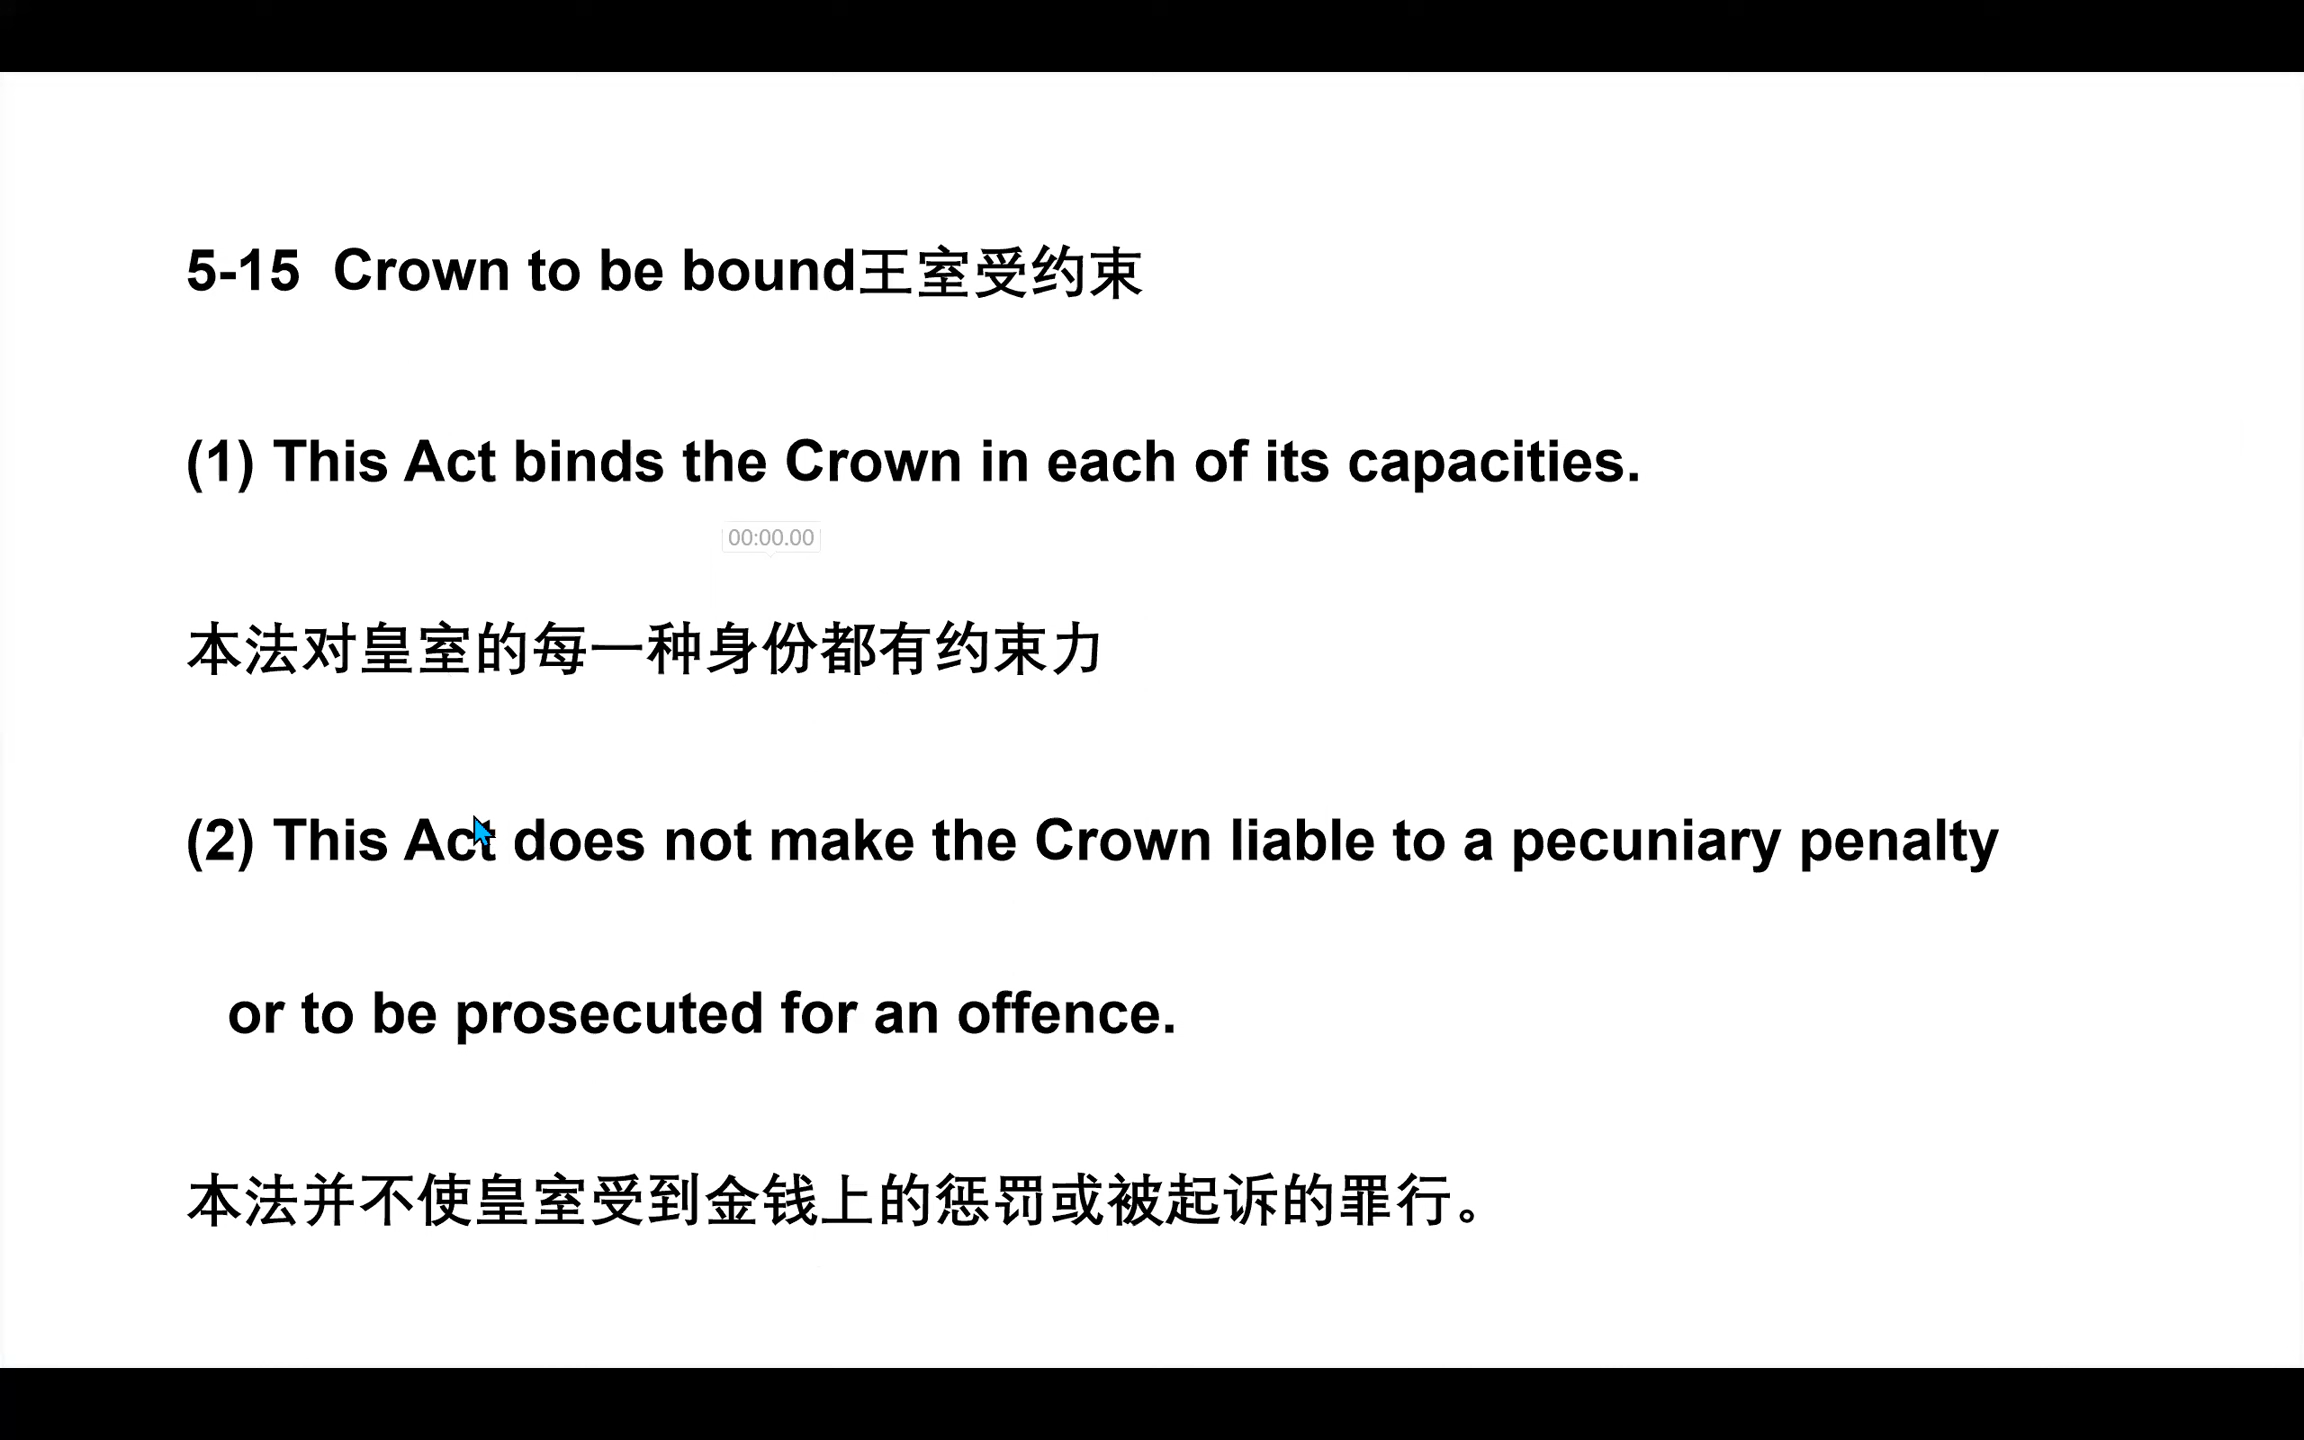 5-15  Crown to be bound王室受约束
(1) This Act binds the Crown in each of its capacities.
00:00.00
本法对皇室的每一种身份都有约束力
(2) This Act does not make the Crown liable to a pecuniary penalty
or to be prosecuted for an offence.
本法并不使皇室受到金钱上的惩罚或被起诉的罪行。